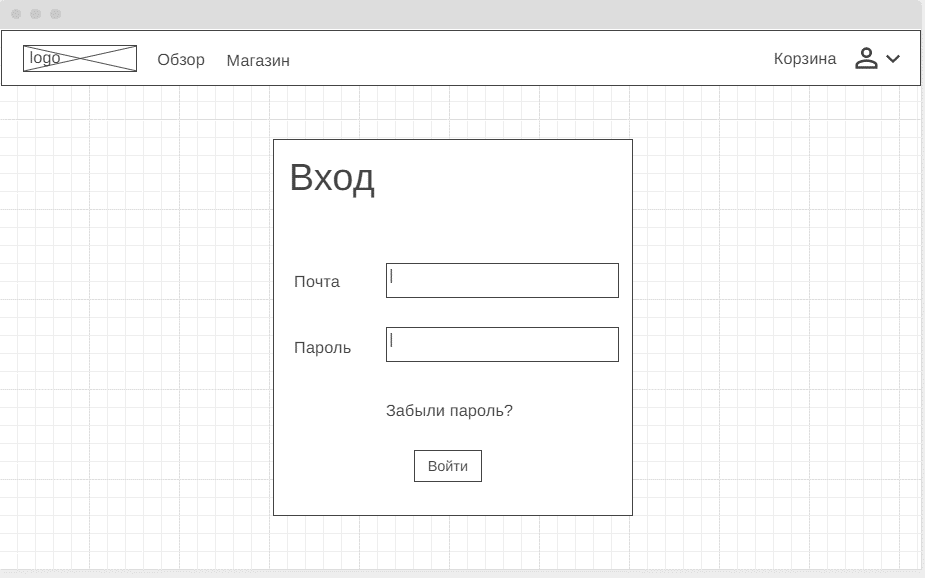 logo Обзор Магазин Корзина
Вход
Почта
Пароль
Забыли пароль?
Войти